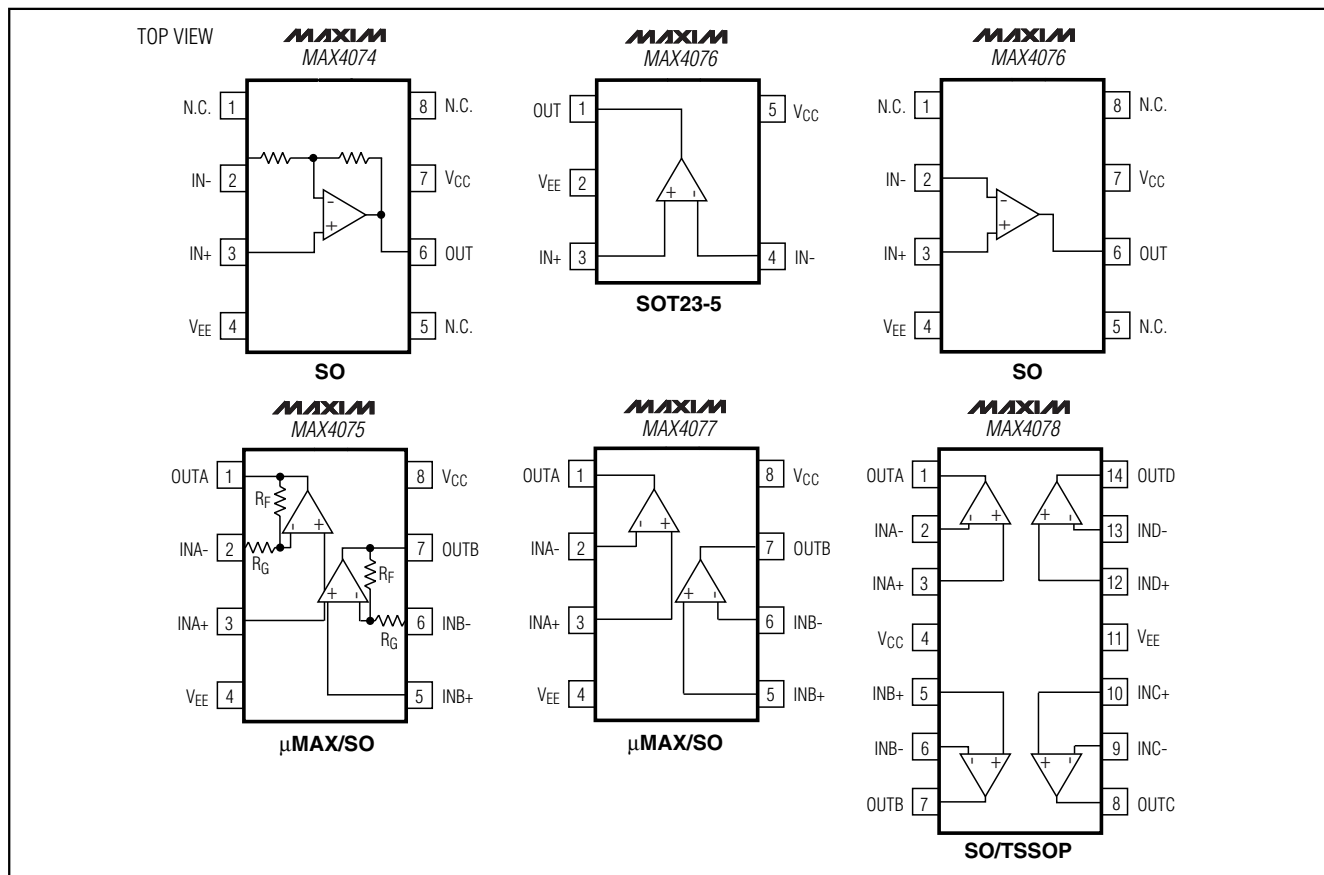 TOP VIEW
MAXIM
MAX4074
N.C. 1
8 N.C.
IN- 2
7 VCC
-
+
IN+ 3
6 OUT
VEE 4
5 N.C.
SO
MAXIM
MAX4076
OUT 1
5 VCC
VEE 2
+ -
IN+ 3
4 IN-
SOT23-5
MAXIM
MAX4076
N.C. 1
8 N.C.
IN- 2
7 VCC
-
+
IN+ 3
6 OUT
VEE 4
5 N.C.
SO
MAXIM
MAX4075
OUTA 1
8 VCC
RF
- +
INA- 2
RG
7 OUTB
RF
+ -
INA+ 3
6 INB-
RG
VEE 4
5 INB+
µMAX/SO
MAXIM
MAX4077
OUTA 1
8 VCC
- +
INA- 2
7 OUTB
+ -
INA+ 3
6 INB-
VEE 4
5 INB+
µMAX/SO
MAXIM
MAX4078
OUTA 1
14 OUTD
- +
+ -
INA- 2
13 IND-
INA+ 3
12 IND+
VCC 4
11 VEE
INB+ 5
10 INC+
INB- 6
9 INC-
- +
+ -
OUTB 7
8 OUTC
SO/TSSOP